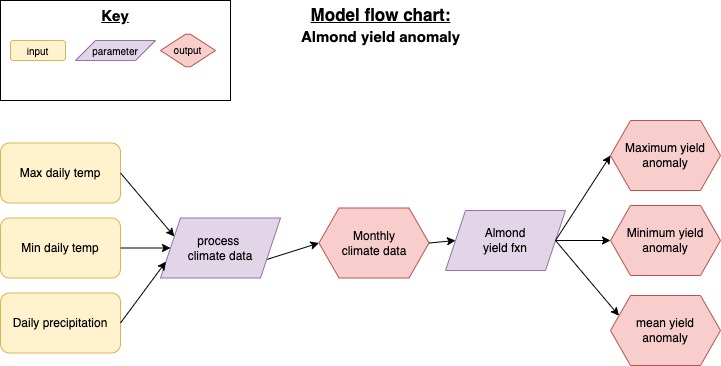 Key
input
parameter
output
Model flow chart:
Almond yield anomaly
Max daily temp
Min daily temp
Daily precipitation
process
climate data
Monthly
climate data
Almond
yield fxn
Maximum yield
anomaly
Minimum yield
anomaly
mean yield
anomaly